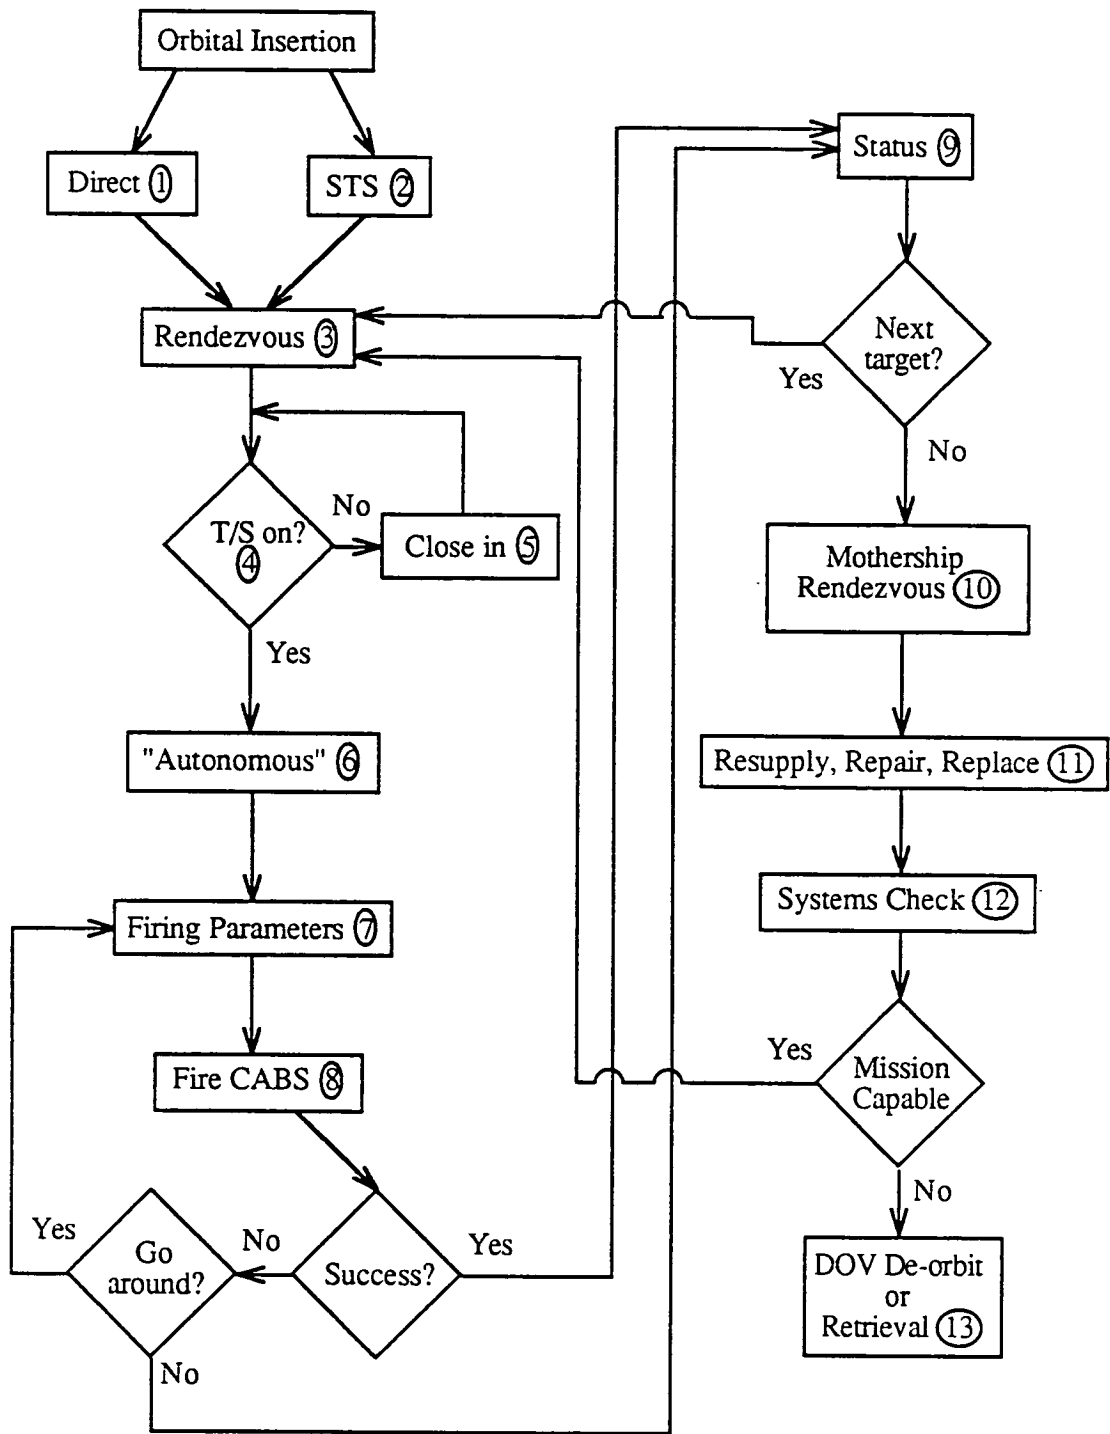 Orbital Insertion
Direct 1
STS 2
Rendezvous 3
T/S on?
4
No
Close in 5
Yes
"Autonomous" 6
Firing Parameters 7
Fire CABS 8
Success?
No
Yes
Go
around?
Yes
No
Status 9
Next
target?
Yes
No
Mothership
Rendezvous 10
Resupply, Repair, Replace 11
Systems Check 12
Mission
Capable
Yes
No
DOV De-orbit
or
Retrieval 13